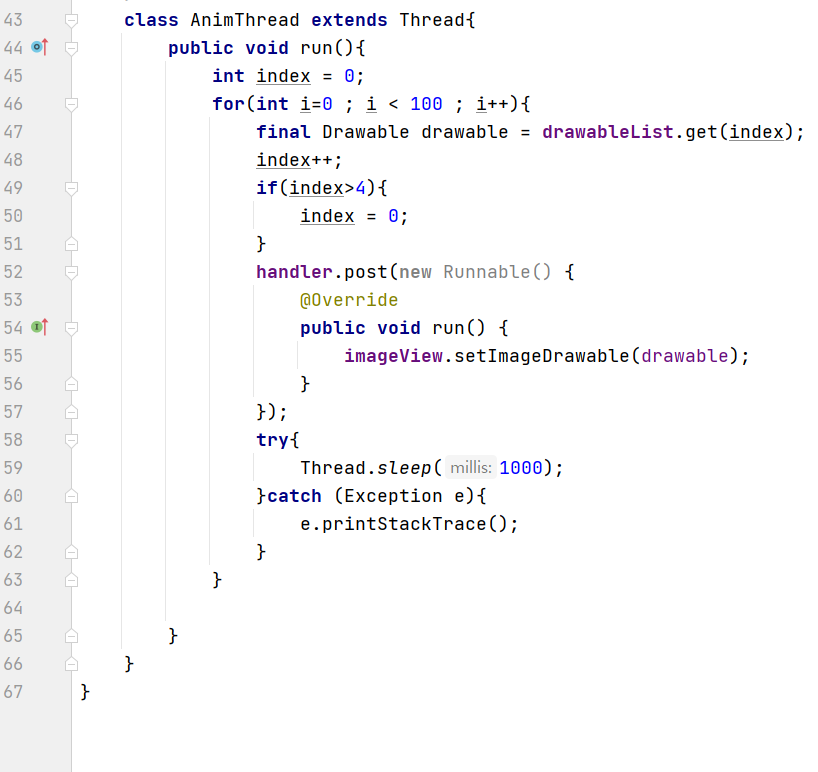 43 class AnimThread extends Thread{
44 public void run(){
45 int index = 0;
46 for(int i=0 ; i < 100 ; i++){
47 final Drawable drawable = drawableList.get(index);
48 index++;
49 if(index>4){
50 index = 0;
51 }
52 handler.post(new Runnable() {
53 @Override
54 public void run() {
55 imageView.setImageDrawable(drawable);
56 }
57 });
58 try{
59 Thread.sleep( millis: 1000);
60 }catch (Exception e){
61 e.printStackTrace();
62 }
63 }
64
65 }
66 }
67 }